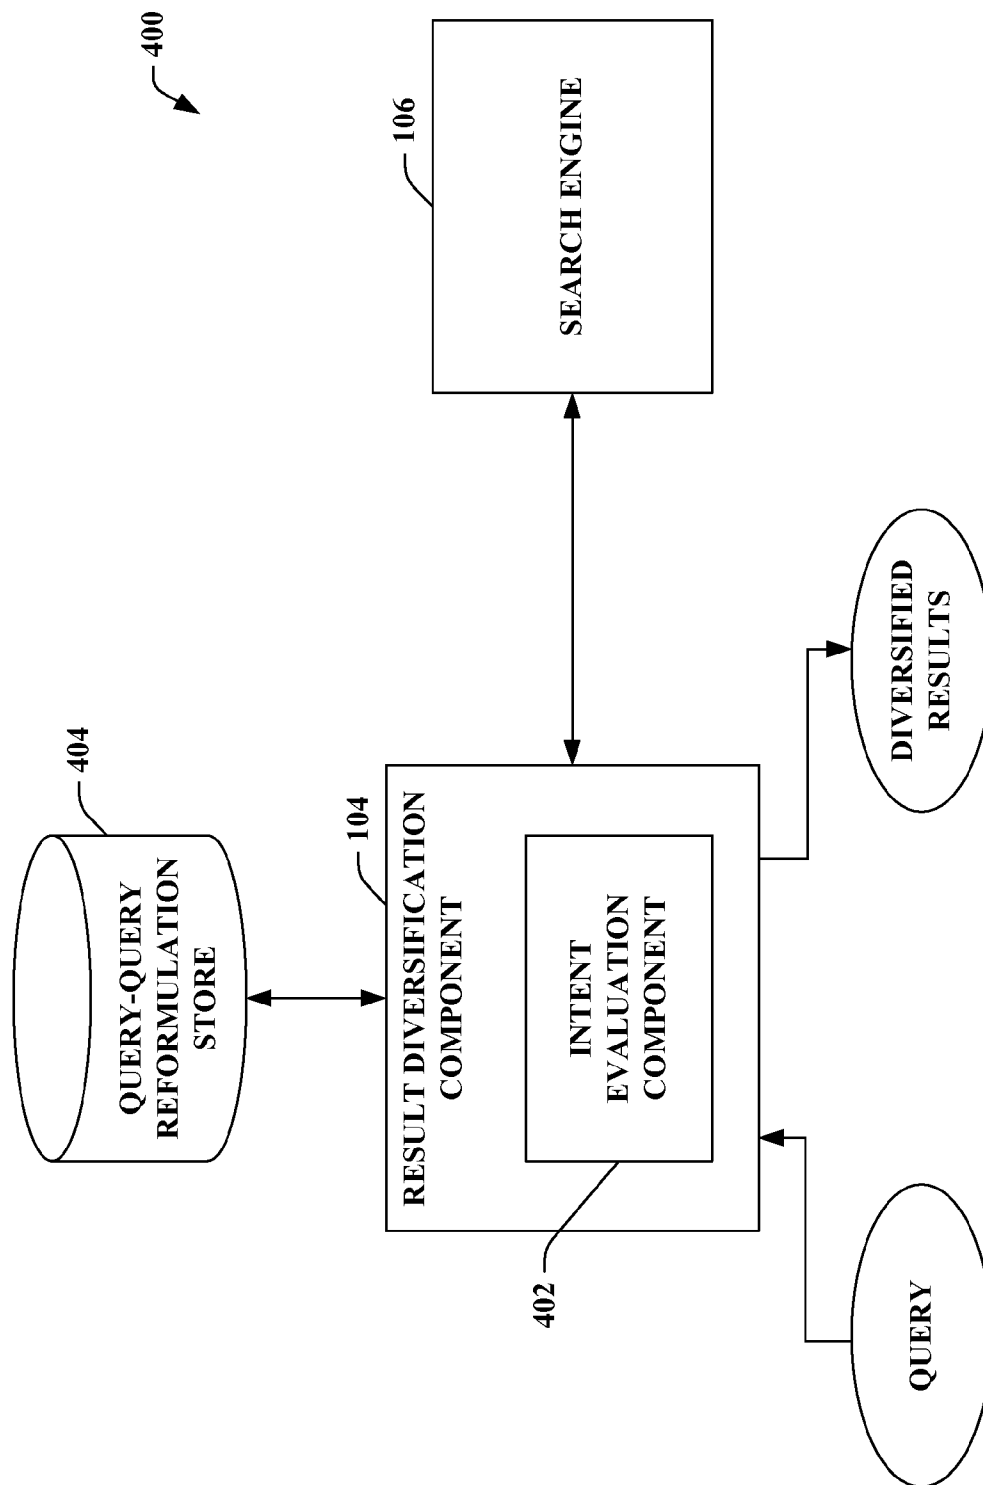 400
404
QUERY-QUERY
REFORMULATION
STORE
104
RESULT DIVERSIFICATION
COMPONENT
106
SEARCH ENGINE
INTENT
EVALUATION
COMPONENT
402
QUERY
DIVERSIFIED
RESULTS